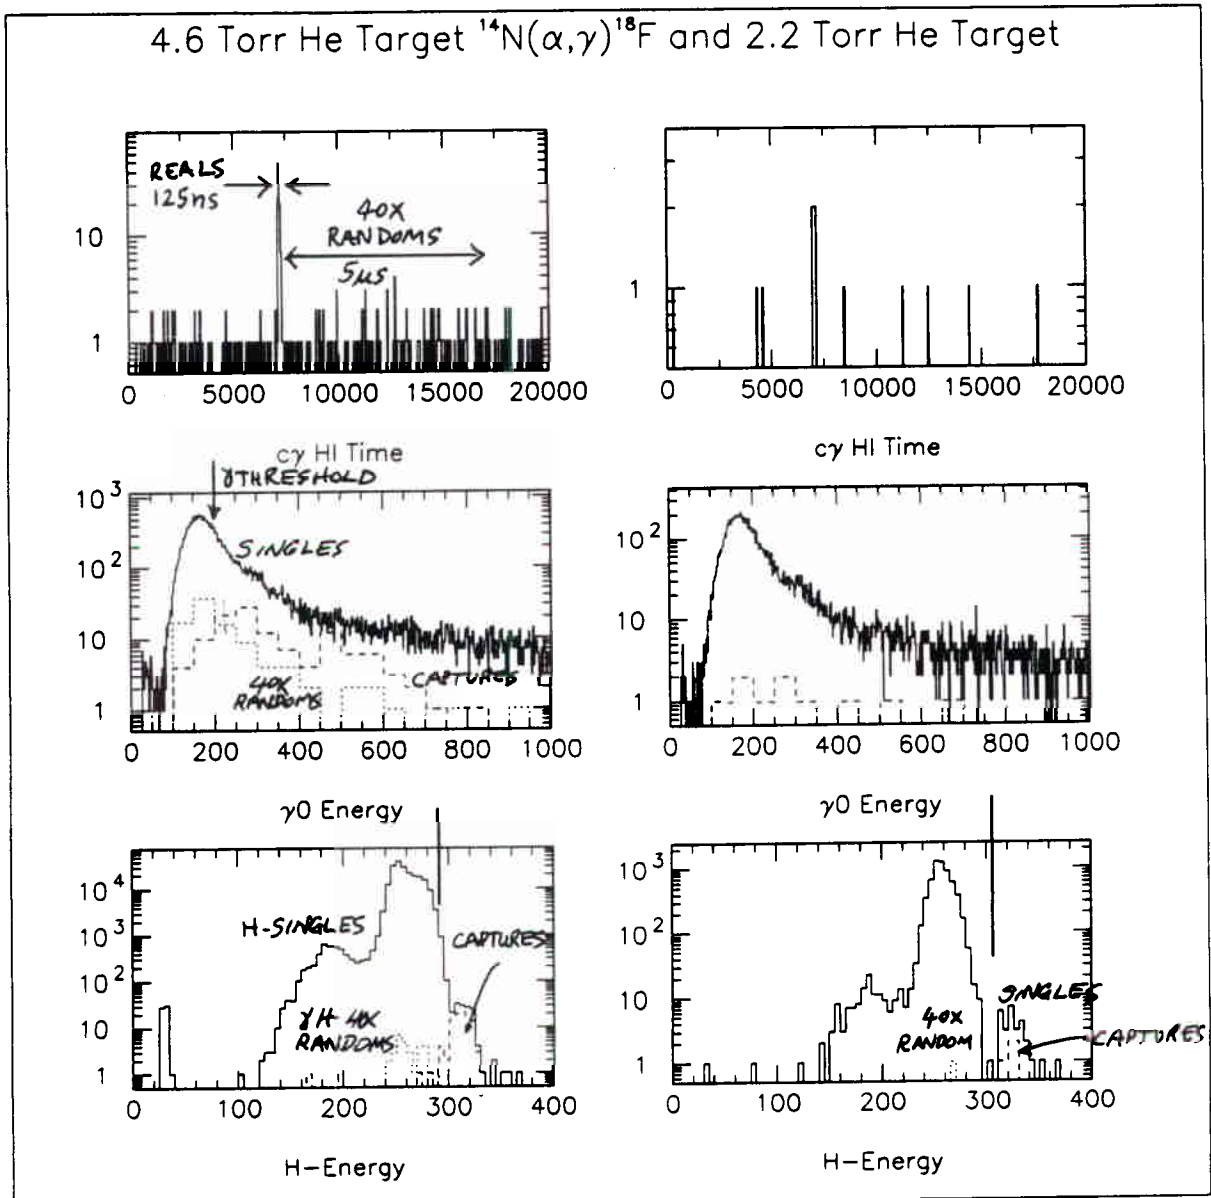 4.6 Torr He Target ¹⁴N(α,γ)¹⁸F and 2.2 Torr He Target
REALS
125ns
40X
RANDOMS
5μs
10
1
0 5000 10000 15000 20000
cγ HI Time
1
0 5000 10000 15000 20000
cγ HI Time
γTHRESHOLD
SINGLES
40X
RANDOMS
CAPTURES
10³
10²
10
1
0 200 400 600 800 1000
γ0 Energy
10²
10
1
0 200 400 600 800 1000
γ0 Energy
H-SINGLES
CAPTURES
γH 40X
RANDOMS
10⁴
10³
10²
10
1
0 100 200 300 400
H-Energy
SINGLES
40X
RANDOM
CAPTURES
10³
10²
10
1
0 100 200 300 400
H-Energy